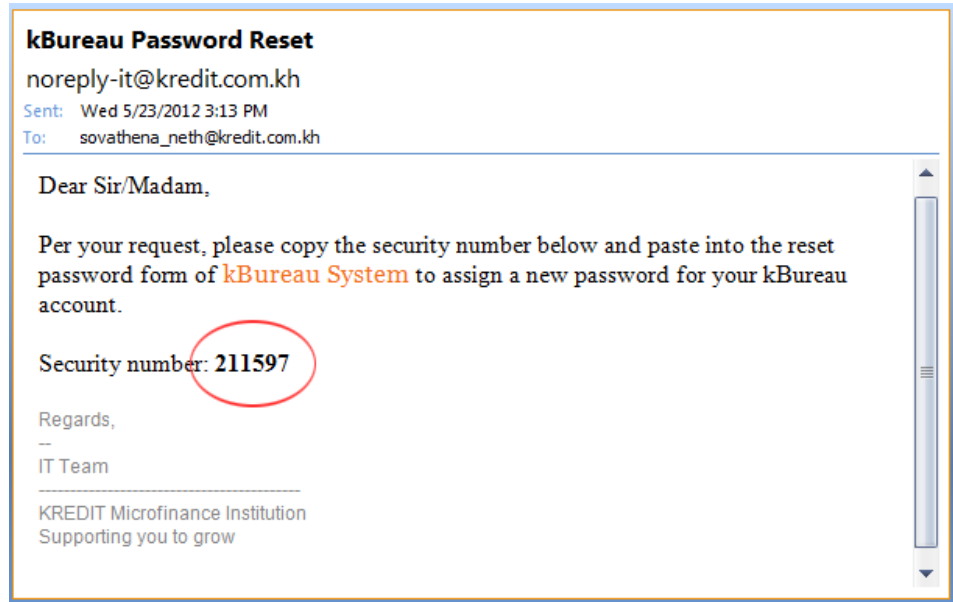 kBureau Password Reset
noreply-it@kredit.com.kh
Sent: Wed 5/23/2012 3:13 PM
To: sovathena_neth@kredit.com.kh
Dear Sir/Madam,
Per your request, please copy the security number below and paste into the reset
password form of kBureau System to assign a new password for your kBureau
account.
Security number: 211597
Regards,
--
IT Team
------------------------------------------
KREDIT Microfinance Institution
Supporting you to grow